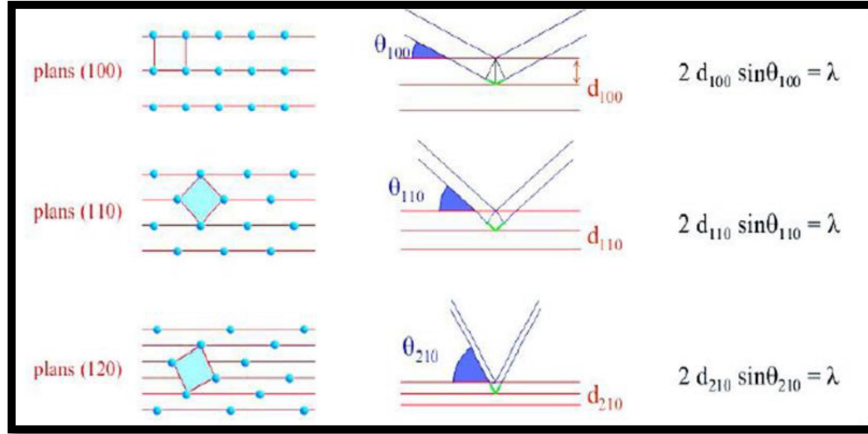 plans (100)
θ₁₀₀
d₁₀₀
2 d₁₀₀ sinθ₁₀₀ = λ
plans (110)
θ₁₁₀
d₁₁₀
2 d₁₁₀ sinθ₁₁₀ = λ
plans (120)
θ₂₁₀
d₂₁₀
2 d₂₁₀ sinθ₂₁₀ = λ